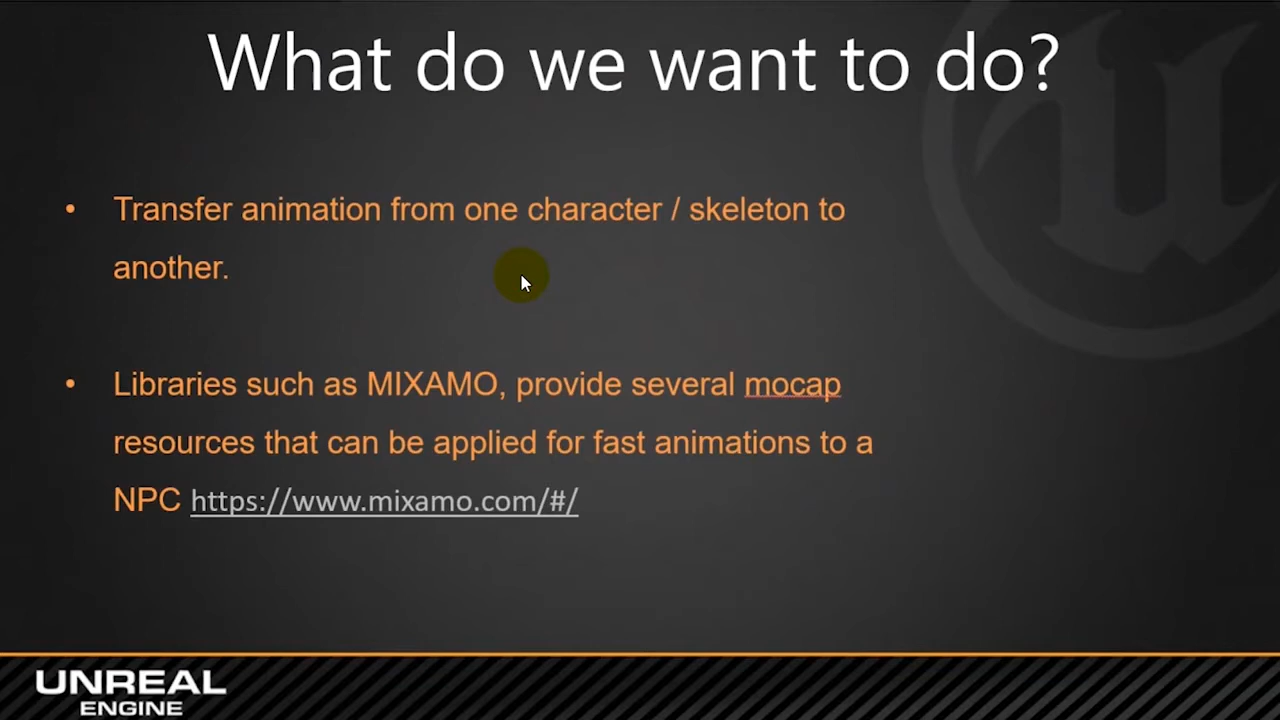 What do we want to do?
• Transfer animation from one character / skeleton to
another.
• Libraries such as MIXAMO, provide several mocap
resources that can be applied for fast animations to a
NPC https://www.mixamo.com/#/
UNREAL
ENGINE